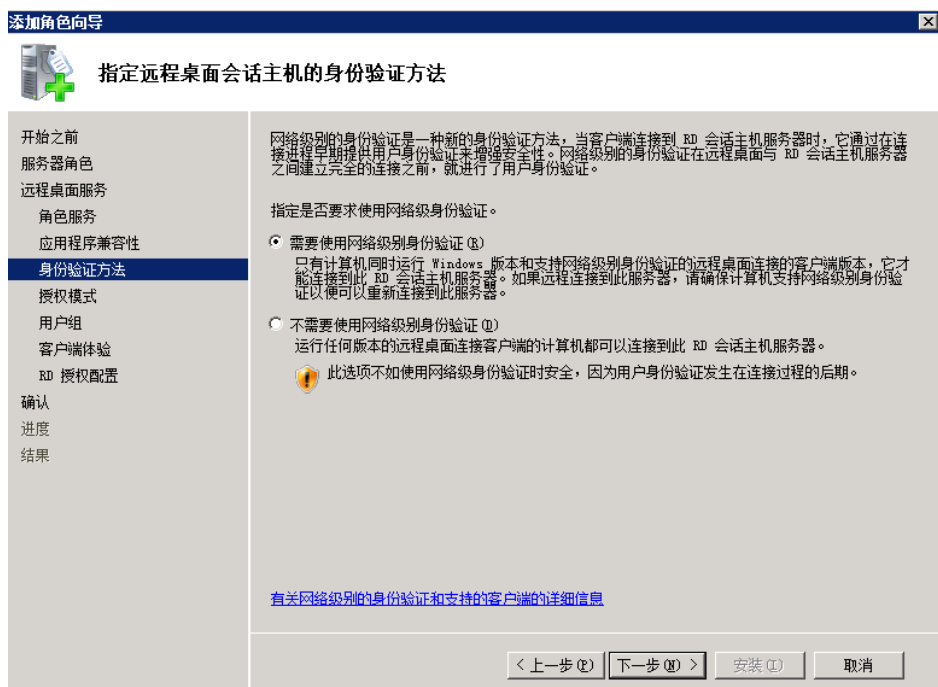 添加角色向导
指定远程桌面会话主机的身份验证方法
开始之前
服务器角色
远程桌面服务
角色服务
应用程序兼容性
身份验证方法
授权模式
用户组
客户端体验
RD 授权配置
确认
进度
结果
网络级别的身份验证是一种新的身份验证方法，当客户端连接到 RD 会话主机服务器时，它通过在连
接进程早期提供用户身份验证来增强安全性。网络级别的身份验证在远程桌面与 RD 会话主机服务器
之间建立完全的连接之前，就进行了用户身份验证。
指定是否要求使用网络级身份验证。
需要使用网络级别身份验证(R)
只有计算机同时运行 Windows 版本和支持网络级别身份验证的远程桌面连接的客户端版本，它才
能连接到此 RD 会话主机服务器。如果远程连接到此服务器，请确保计算机支持网络级别身份验
证以便可以重新连接到此服务器。
不需要使用网络级别身份验证(D)
运行任何版本的远程桌面连接客户端的计算机都可以连接到此 RD 会话主机服务器。
此选项不如使用网络级身份验证时安全，因为用户身份验证发生在连接过程的后期。
有关网络级别的身份验证和支持的客户端的详细信息
< 上一步(P)
下一步(N) >
安装(I)
取消